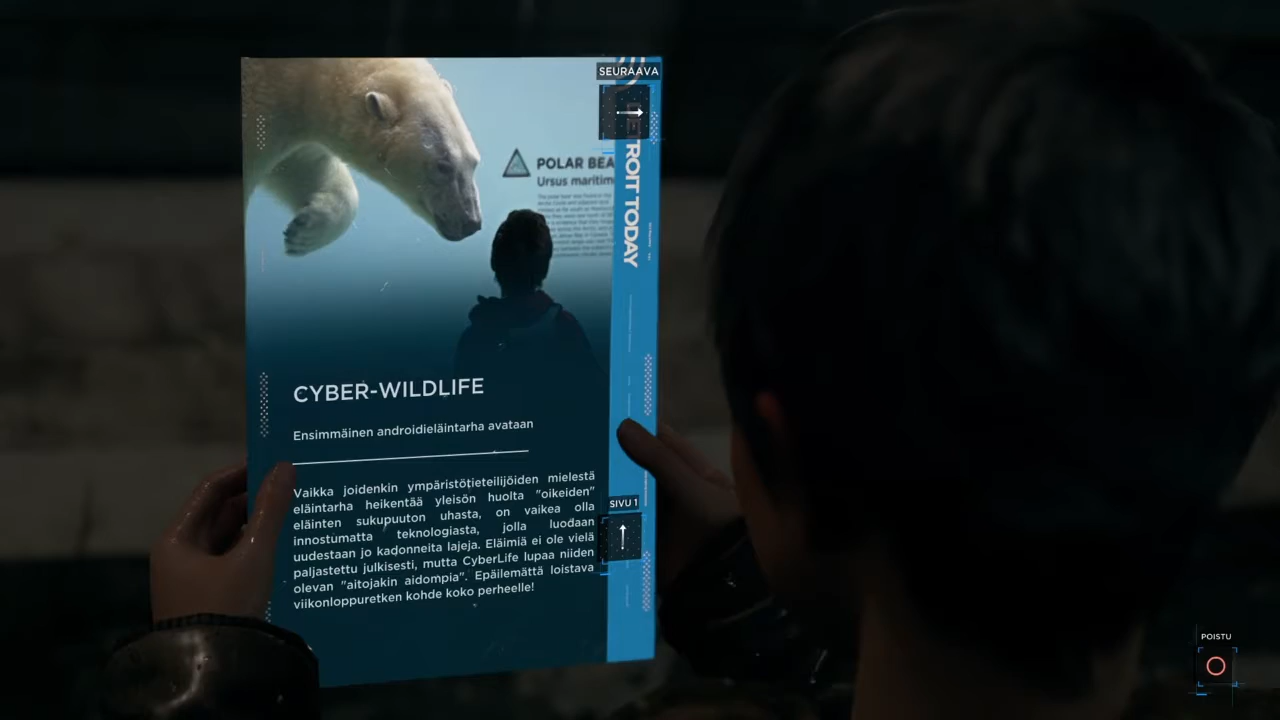 SEURAAVA
POLAR BEA
Ursus maritim
TROIT TODAY
CYBER-WILDLIFE
Ensimmäinen androidieläintarha avataan
Vaikka joidenkin ympäristötieteilijöiden mielestä
eläintarha heikentää yleisön huolta "oikeiden"
eläinten sukupuuton uhasta, on vaikea olla
innostumatta teknologiasta, jolla luodaan
uudestaan jo kadonneita lajeja. Eläimiä ei ole vielä
paljastettu julkisesti, mutta CyberLife lupaa niiden
olevan "aitojakin aidompia". Epäilemättä loistava
viikonloppuretken kohde koko perheelle!
SIVU 1
POISTU